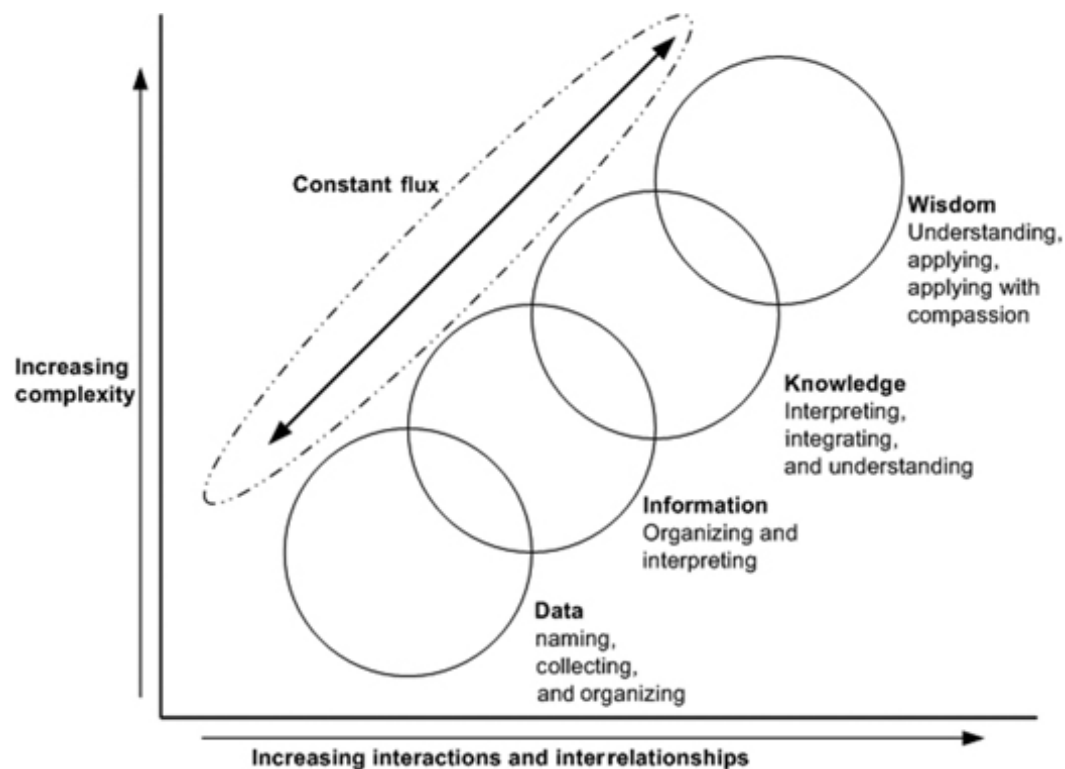 Constant flux
Wisdom
Understanding,
applying,
applying with
compassion
Increasing
complexity
Knowledge
Interpreting,
integrating,
and understanding
Information
Organizing and
interpreting
Data
naming,
collecting,
and organizing
Increasing interactions and interrelationships